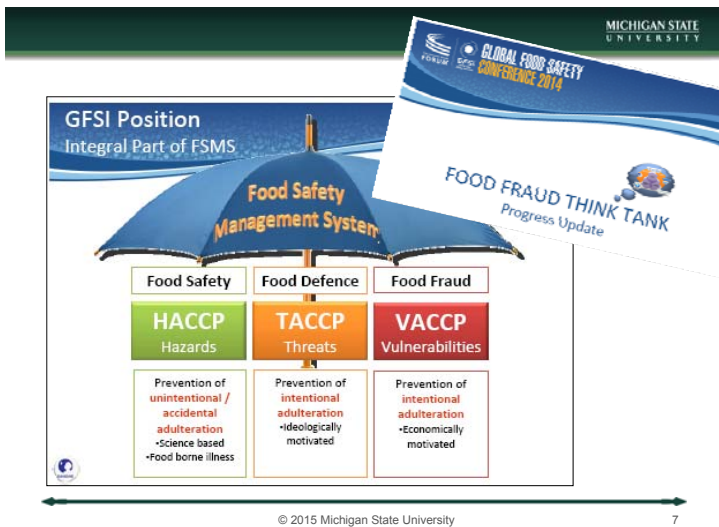 MICHIGAN STATE
UNIVERSITY
FORUM
GFSI
GLOBAL FOOD SAFETY
CONFERENCE 2014
FOOD FRAUD THINK TANK
Progress Update
GFSI Position
Integral Part of FSMS
Food Safety
Management System
Food Safety
Food Defence
Food Fraud
HACCP
Hazards
TACCP
Threats
VACCP
Vulnerabilities
Prevention of
unintentional /
accidental
adulteration
•Science based
•Food borne illness
Prevention of
intentional
adulteration
•Ideologically
motivated
Prevention of
intentional
adulteration
•Economically
motivated
© 2015 Michigan State University
7